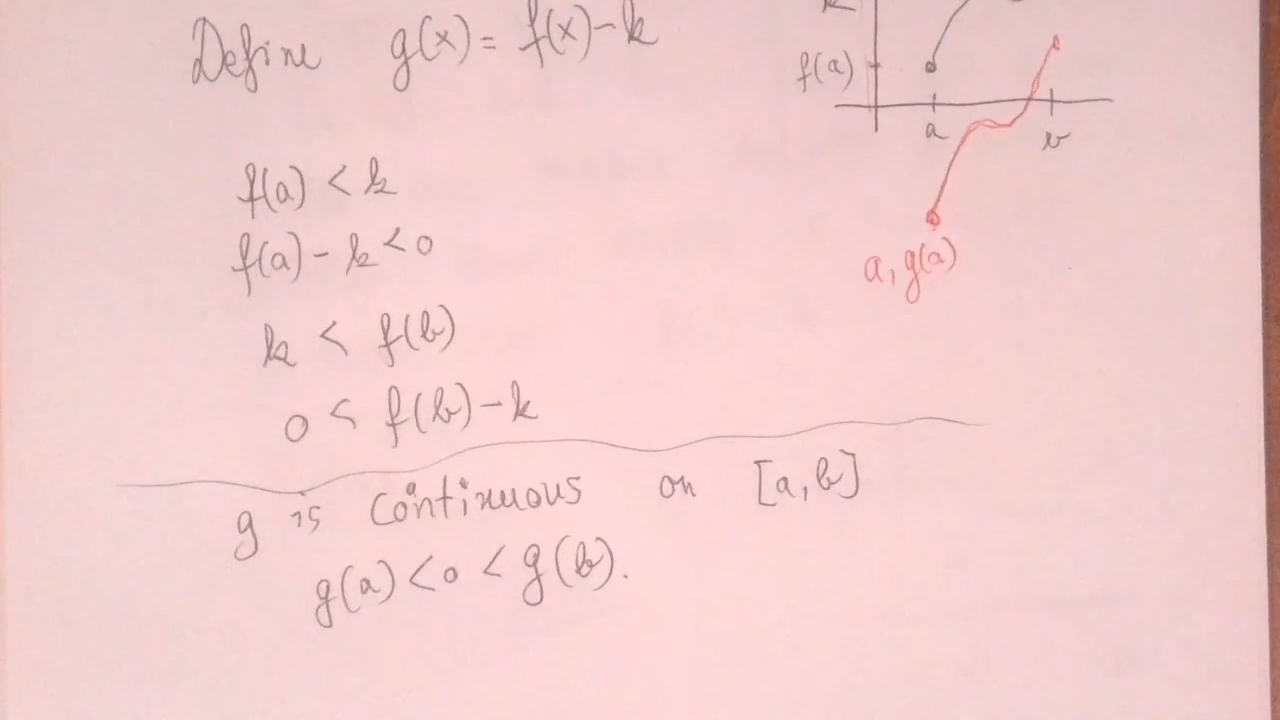 Define g(x) = f(x) - k
f(a)
a
b
f(a) < k
f(a) - k < 0
a, g(a)
k < f(b)
0 < f(b) - k
g is continuous on [a, b]
g(a) < 0 < g(b).